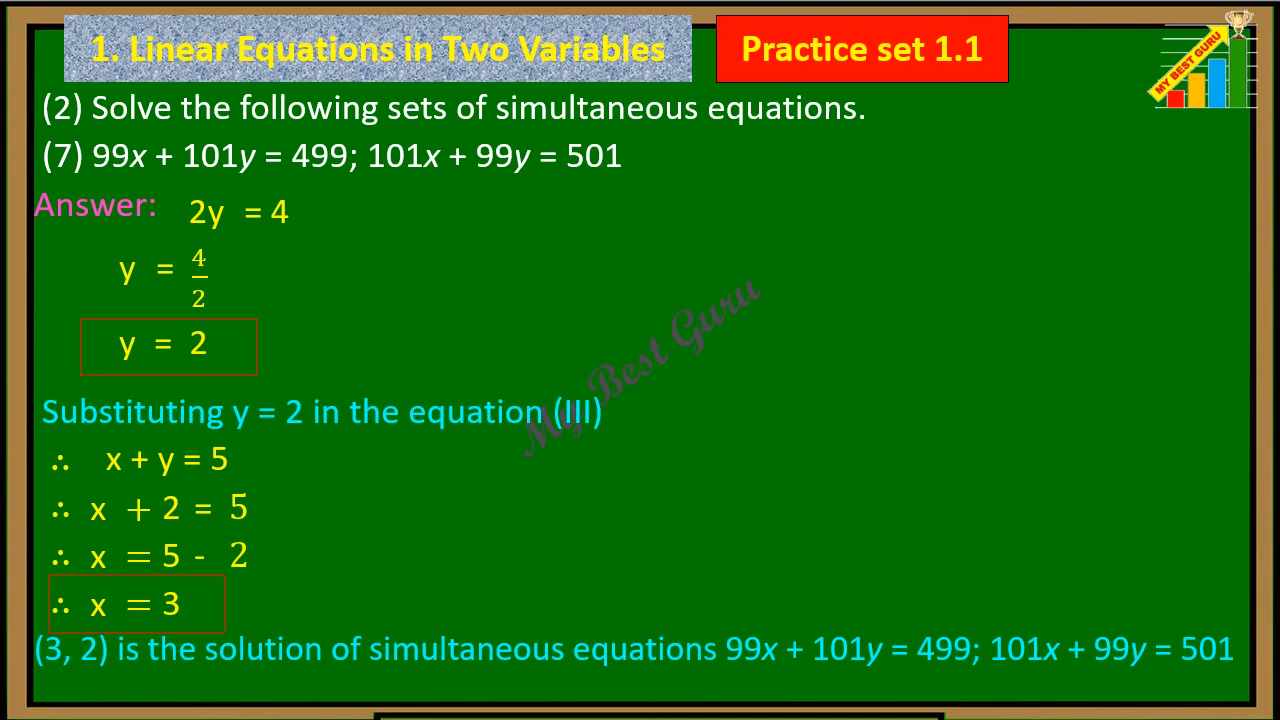 1. Linear Equations in Two Variables
Practice set 1.1
MY BEST GURU
(2) Solve the following sets of simultaneous equations.
(7) 99x + 101y = 499; 101x + 99y = 501
Answer:
2y = 4
y = 4/2
y = 2
My Best Guru
Substituting y = 2 in the equation (III)
∴ x + y = 5
∴ x + 2 = 5
∴ x = 5 - 2
∴ x = 3
(3, 2) is the solution of simultaneous equations 99x + 101y = 499; 101x + 99y = 501